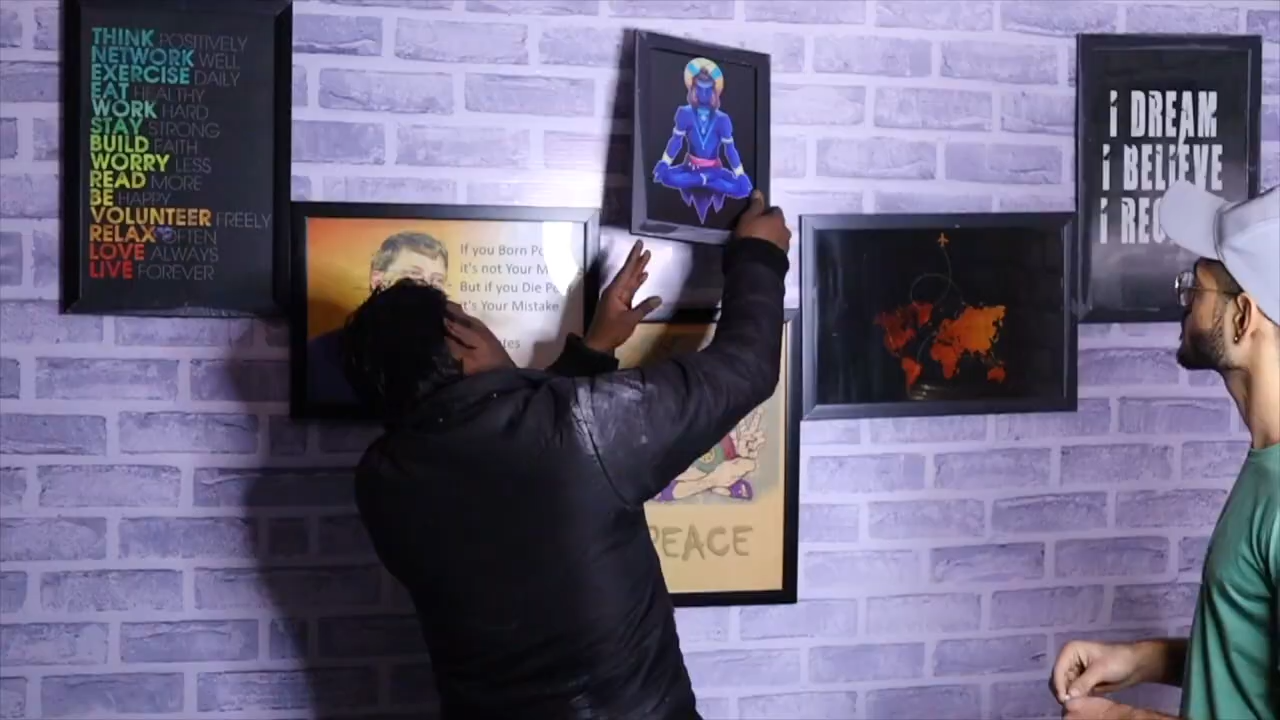 THINK POSITIVELY
NETWORK WELL
EXERCISE DAILY
EAT HEALTHY
WORK HARD
STAY STRONG
BUILD FAITH
WORRY LESS
READ MORE
BE HAPPY
VOLUNTEER FREELY
RELAX OFTEN
LOVE ALWAYS
LIVE FOREVER
If you Born Po
it's not Your M
But if you Die Po
it's Your Mistake
ates
PEACE
I DREAM
I BELIEVE
I REC